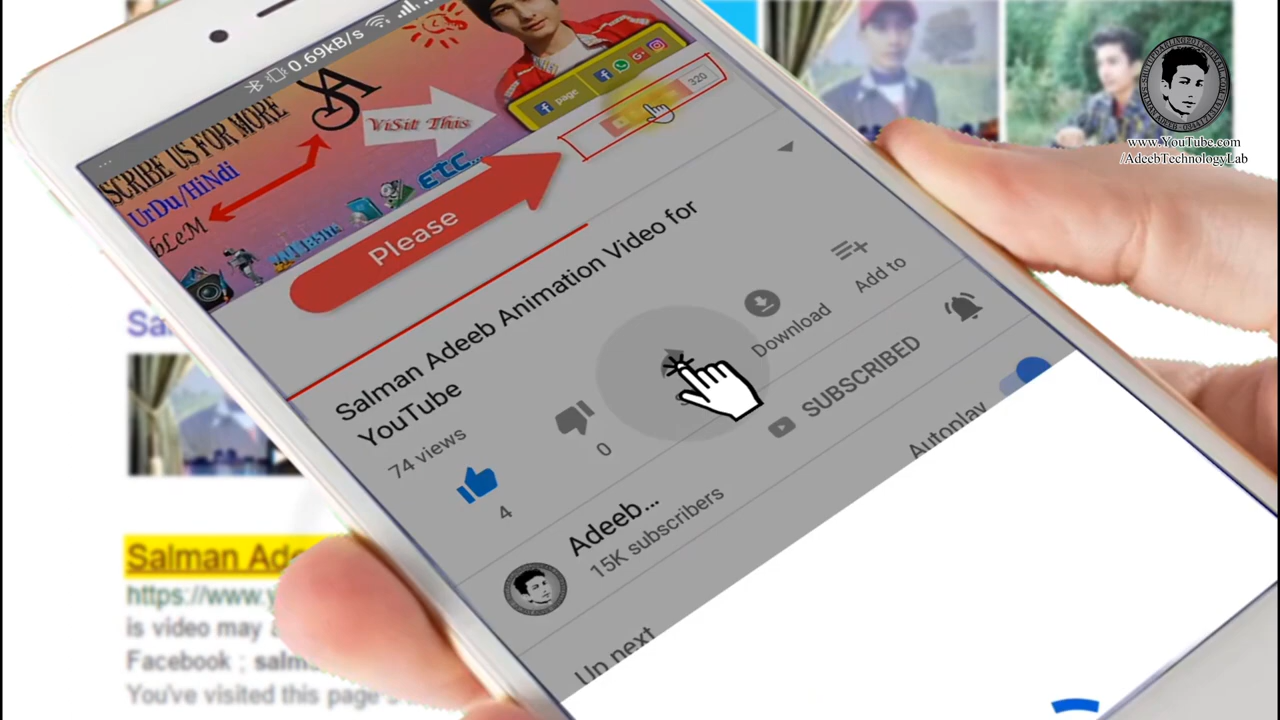 0.69kB/s
SCRIBE US FOR MORE
UrDu/HiNdi
bLeM
ViSit This
etc...
page
320
Please
Salman Adeeb Animation Video for
YouTube
74 views
4
0
Download
Add to
Adeeb...
15K subscribers
SUBSCRIBED
Autoplay
Up next
www.YouTube.com
/AdeebTechnologyLab
Sa
Salman Ade
https://www.y
is video may
Facebook : salm
You've visited this page